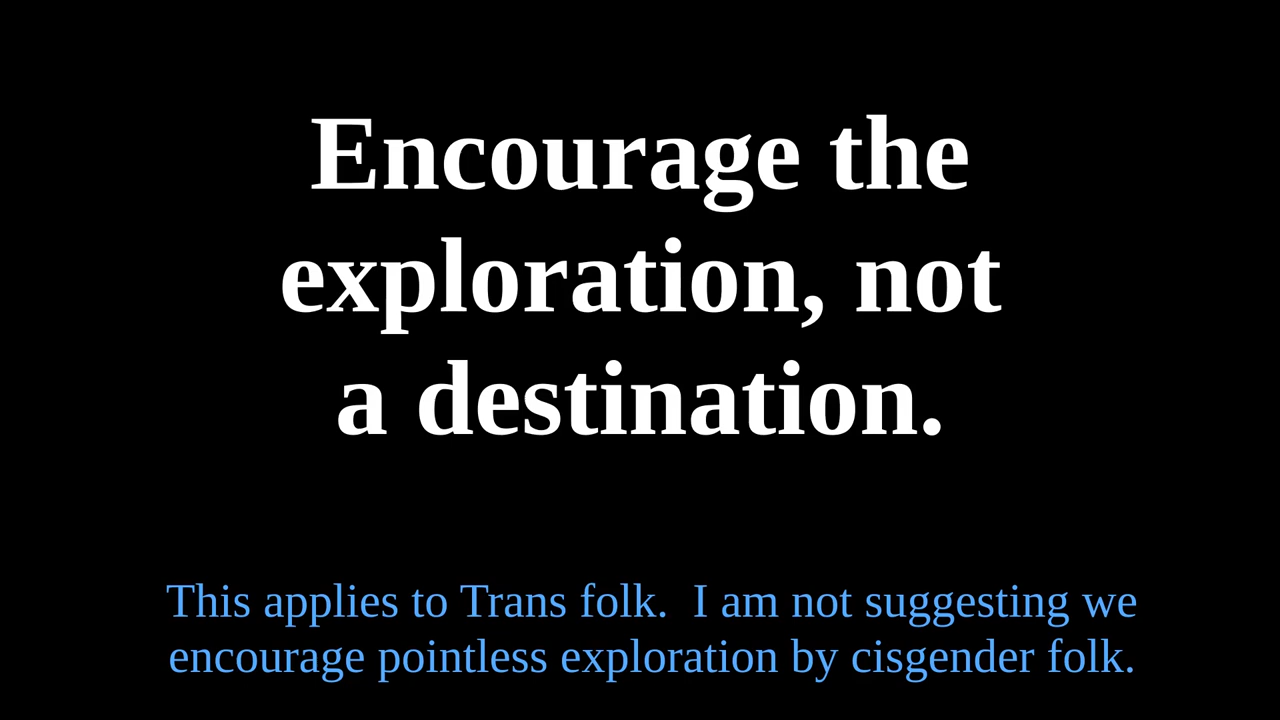 Encourage the
exploration, not
a destination.
This applies to Trans folk.  I am not suggesting we
encourage pointless exploration by cisgender folk.